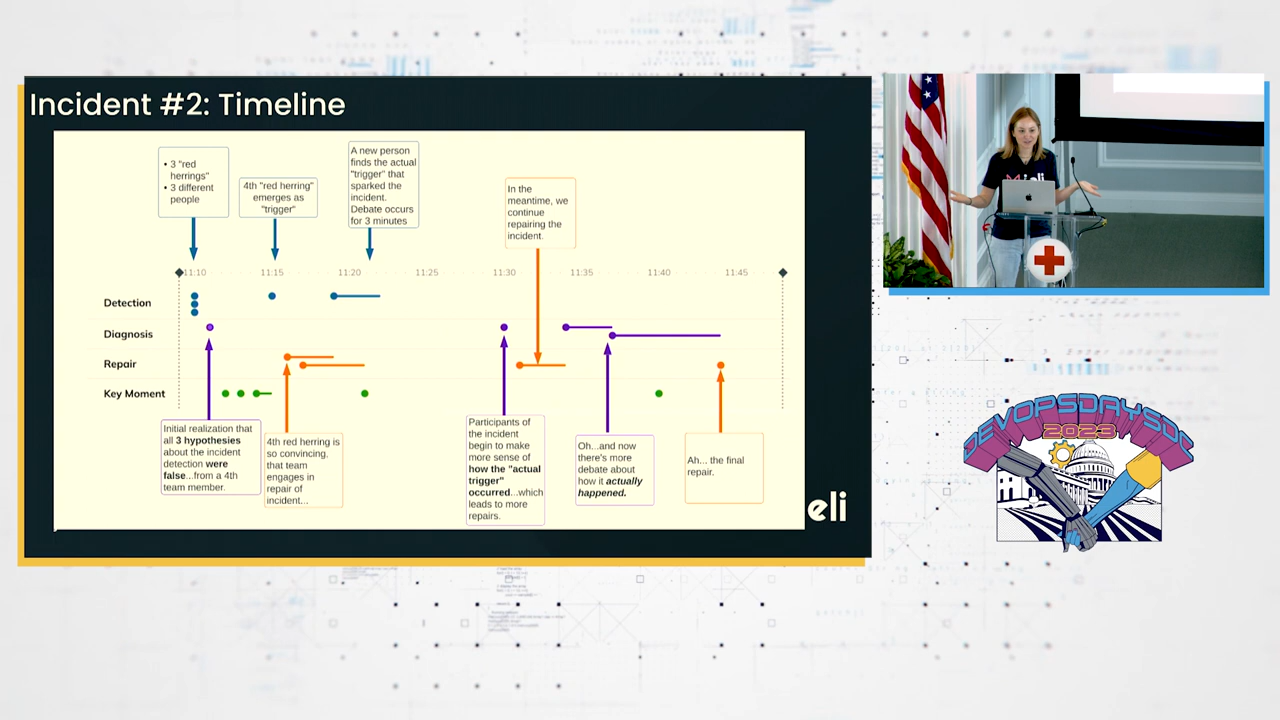 Incident #2: Timeline
• 3 "red
herrings"
• 3 different
people
4th "red herring"
emerges as
"trigger"
A new person
finds the actual
"trigger" that
sparked the
incident.
Debate occurs
for 3 minutes
In the
meantime, we
continue
repairing the
incident.
11:10 11:15 11:20 11:25 11:30 11:35 11:40 11:45
Detection
Diagnosis
Repair
Key Moment
Initial realization that
all 3 hypotheses
about the incident
detection were
false...from a 4th
team member.
4th red herring is
so convincing,
that team
engages in
repair of
incident...
Participants of
the incident
begin to make
more sense of
how the "actual
trigger"
occurred...which
leads to more
repairs.
Oh...and now
there's more
debate about
how it actually
happened.
Ah... the final
repair.
eli
eli
DEVOPSDAYSDC
2023